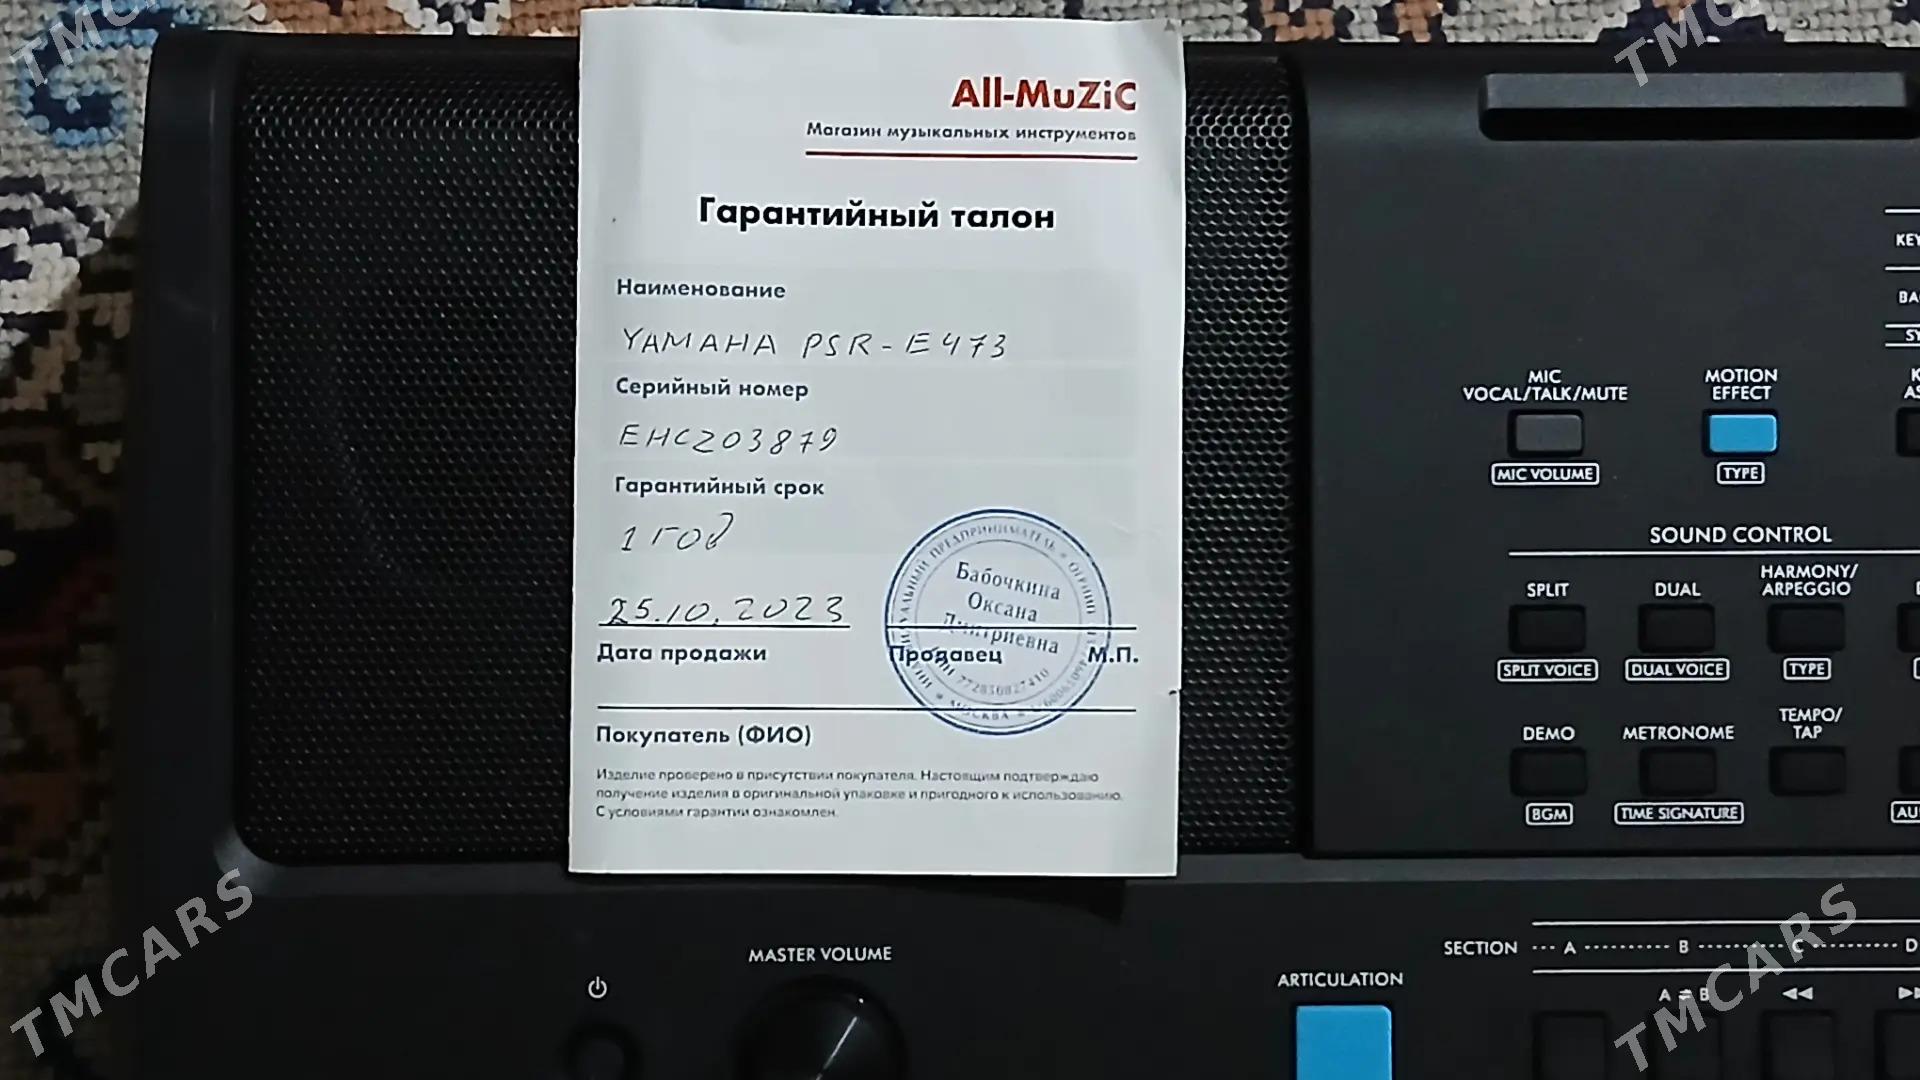 TMCARS
TMCARS
All-MuZiC
Магазин музыкальных инструментов
Гарантийный талон
Наименование
YAMAHA PSR-E473
Серийный номер
EHCZ03879
Гарантийный срок
1 год
25.10.2023
Дата продажи
Продавец
М.П.
Бабочкина
Оксана
Дмитриевна
ПРЕДПРИНИМАТЕЛЬ
МОСКВА
Покупатель (ФИО)
Изделие проверено в присутствии покупателя. Настоящим подтверждаю
получение изделия в оригинальной упаковке и пригодного к использованию.
С условиями гарантии ознакомлен.
MIC
VOCAL/TALK/MUTE
MIC VOLUME
MOTION
EFFECT
TYPE
SOUND CONTROL
SPLIT
DUAL
HARMONY/
ARPEGGIO
SPLIT VOICE
DUAL VOICE
TYPE
DEMO
METRONOME
TEMPO/
TAP
BGM
TIME SIGNATURE
MASTER VOLUME
ARTICULATION
SECTION --- A --- B --- C --- D
A ⇌ B
TMCARS
TMCARS